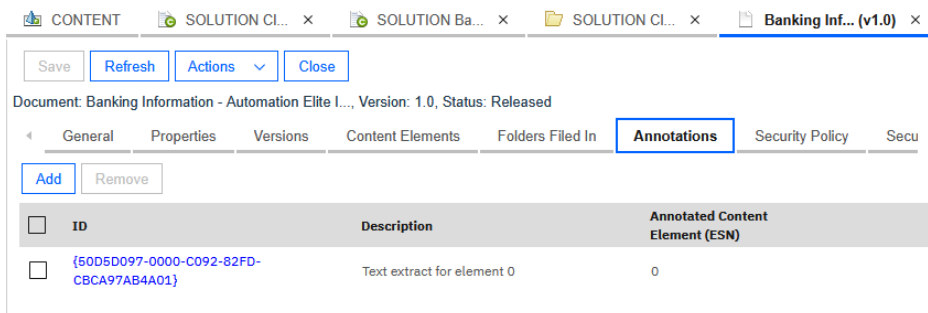 CONTENT SOLUTION Cl... × SOLUTION Ba... × SOLUTION Cl... × Banking Inf... (v1.0) ×
Save Refresh Actions Close
Document: Banking Information - Automation Elite I..., Version: 1.0, Status: Released
General Properties Versions Content Elements Folders Filed In Annotations Security Policy Secu
Add Remove
ID Description Annotated Content
Element (ESN)
{50D5D097-0000-C092-82FD-
CBCA97AB4A01} Text extract for element 0 0